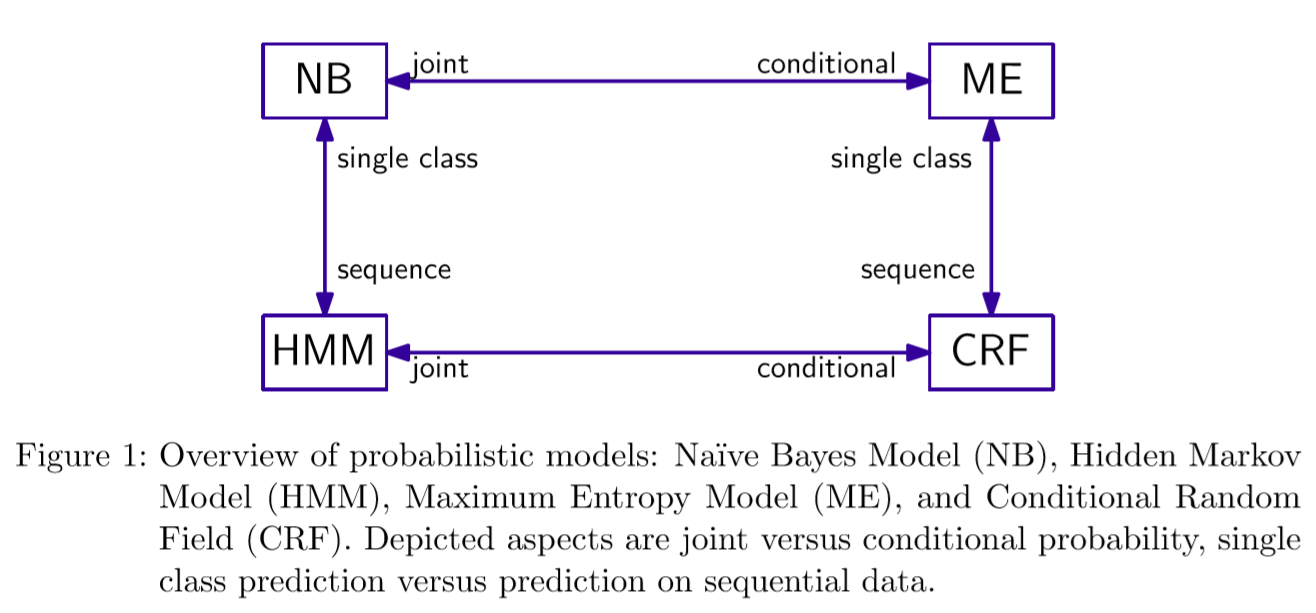 NB joint conditional ME
single class single class
sequence sequence
HMM joint conditional CRF
Figure 1: Overview of probabilistic models: Naïve Bayes Model (NB), Hidden Markov
Model (HMM), Maximum Entropy Model (ME), and Conditional Random
Field (CRF). Depicted aspects are joint versus conditional probability, single
class prediction versus prediction on sequential data.